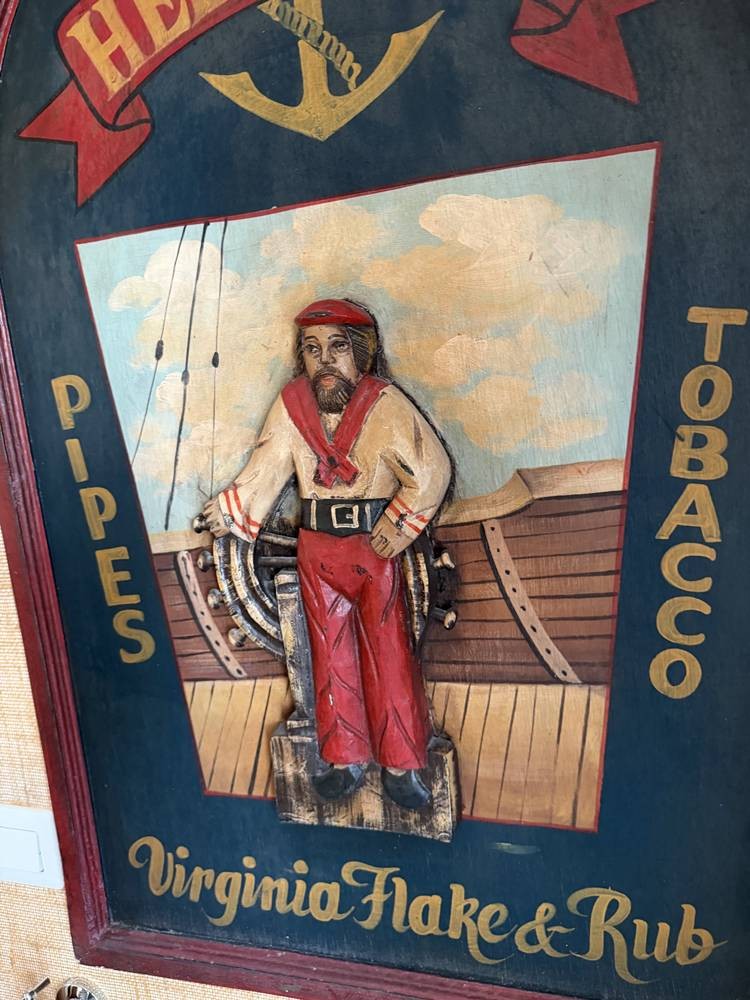 PIPES
TOBACCO
Virginia Flake & Rub